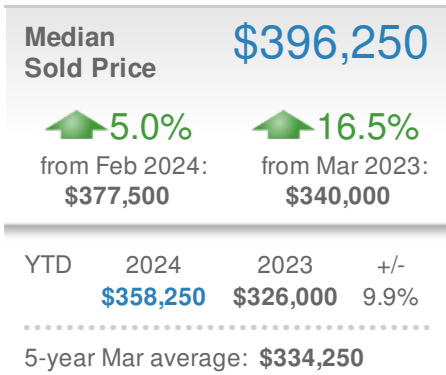 Median
Sold Price
$396,250
5.0%
16.5%
from Feb 2024:
from Mar 2023:
$377,500
$340,000
YTD 2024 2023 +/-
$358,250 $326,000 9.9%
5-year Mar average: $334,250